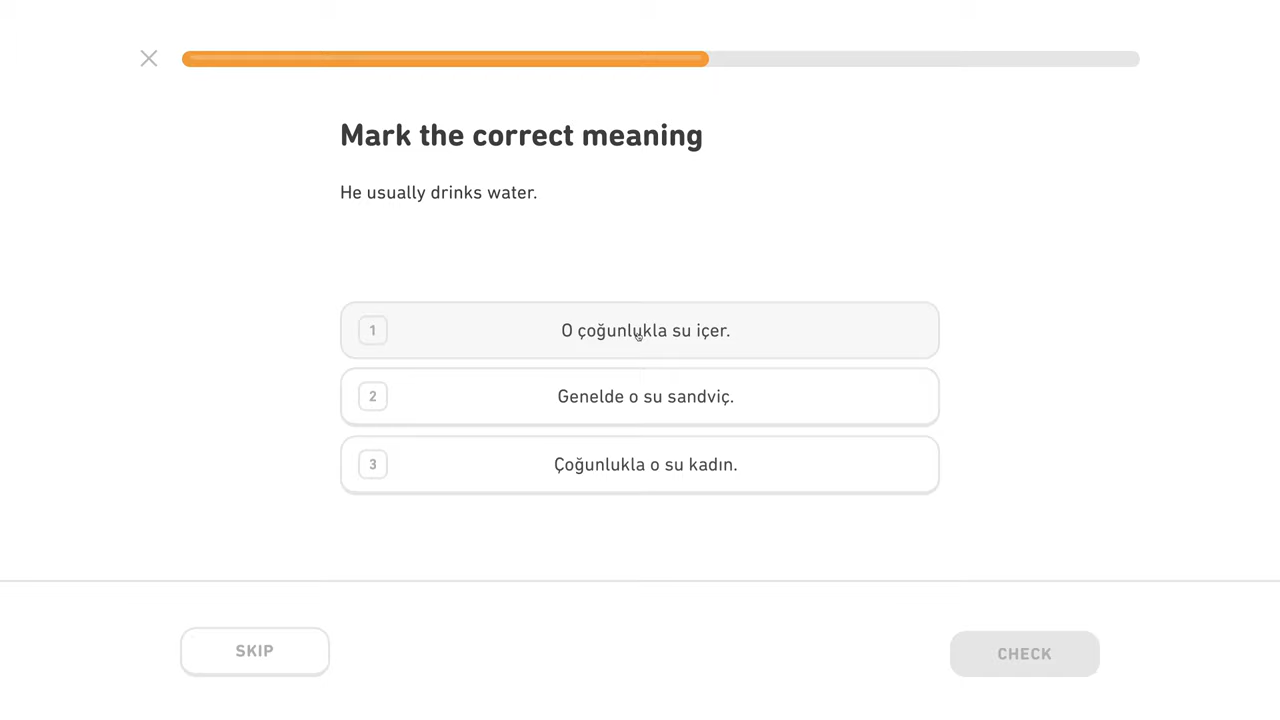 Mark the correct meaning
He usually drinks water.
1 O çoğunlukla su içer.
2 Genelde o su sandviç.
3 Çoğunlukla o su kadın.
SKIP
CHECK